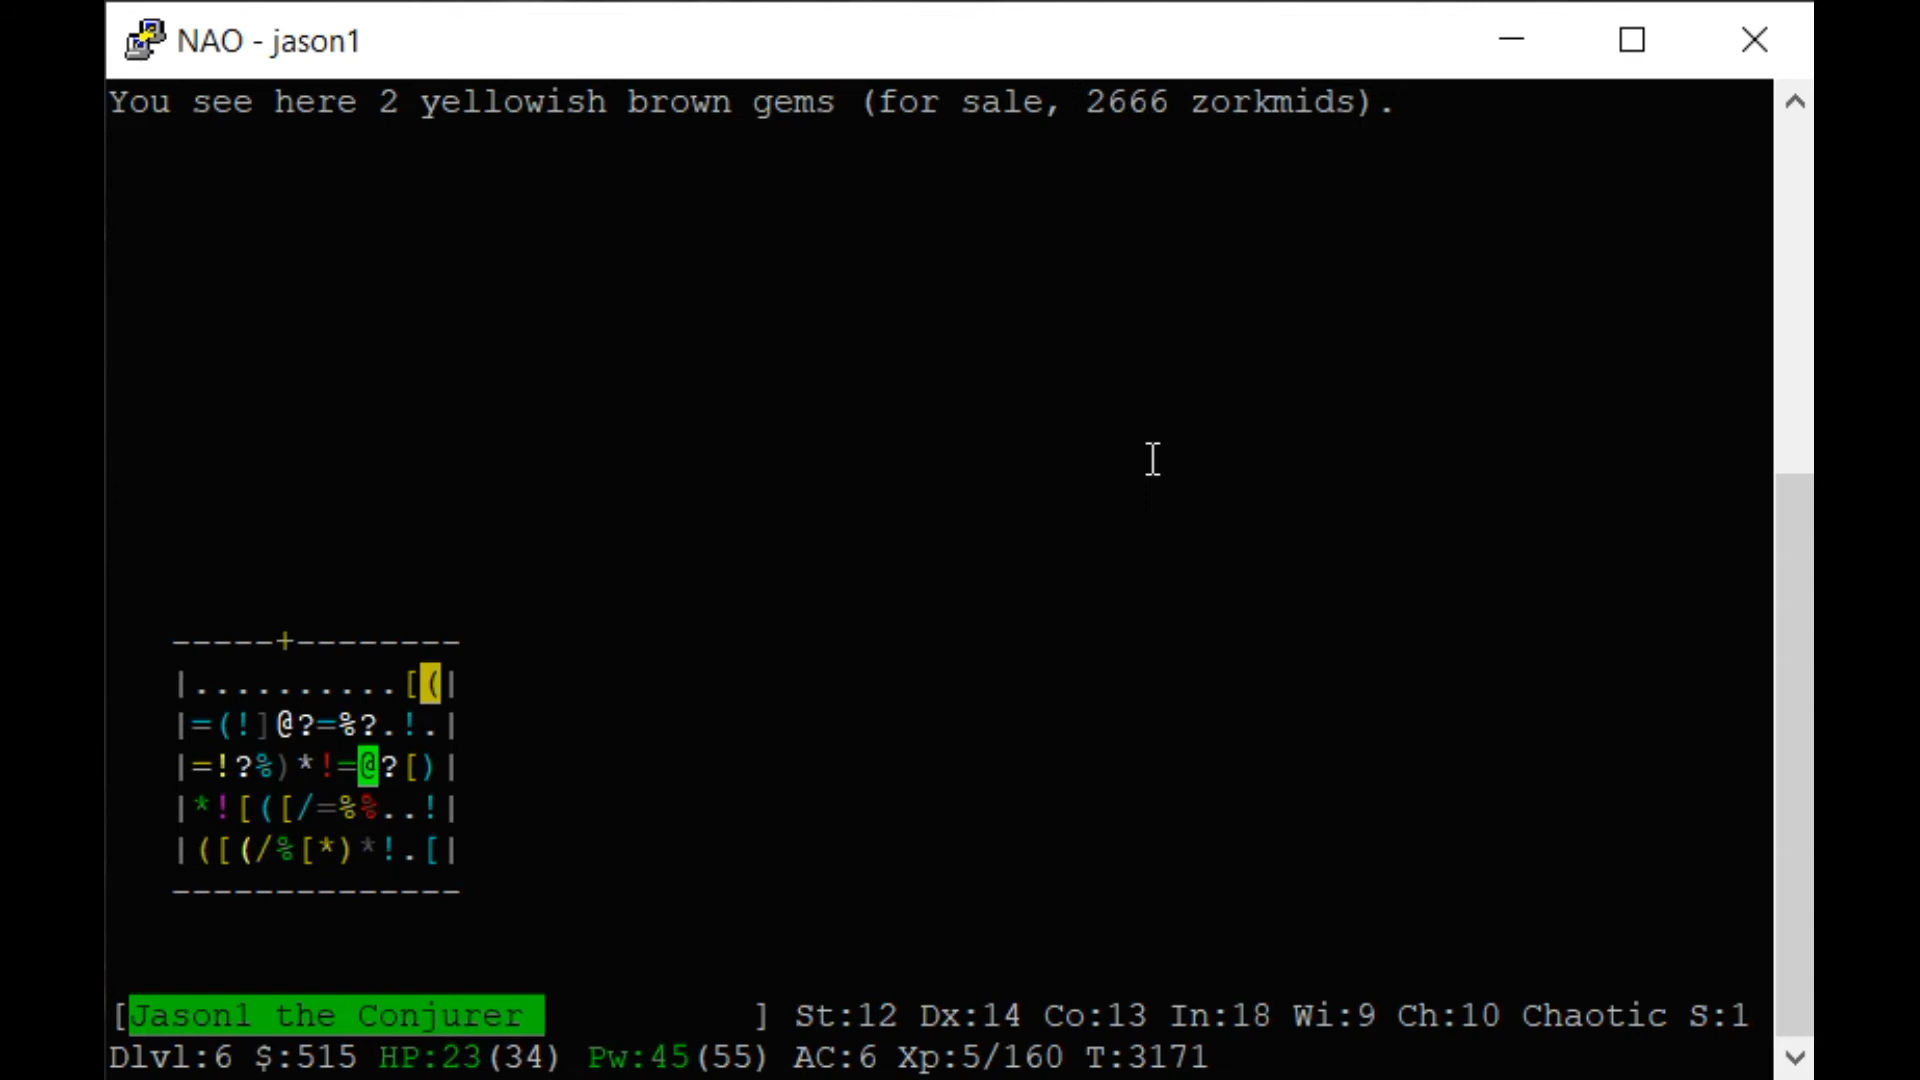 NAO - jason1
You see here 2 yellowish brown gems (for sale, 2666 zorkmids).
-----+--------
|..........[(|
|=(!]@?=%?.!.|
|=!?%)*!=@?[)|
|*![([/=%%..!|
|([(/%[*)*!.[|
--------------
[Jason1 the Conjurer ] St:12 Dx:14 Co:13 In:18 Wi:9 Ch:10 Chaotic S:1
Dlvl:6 $:515 HP:23(34) Pw:45(55) AC:6 Xp:5/160 T:3171